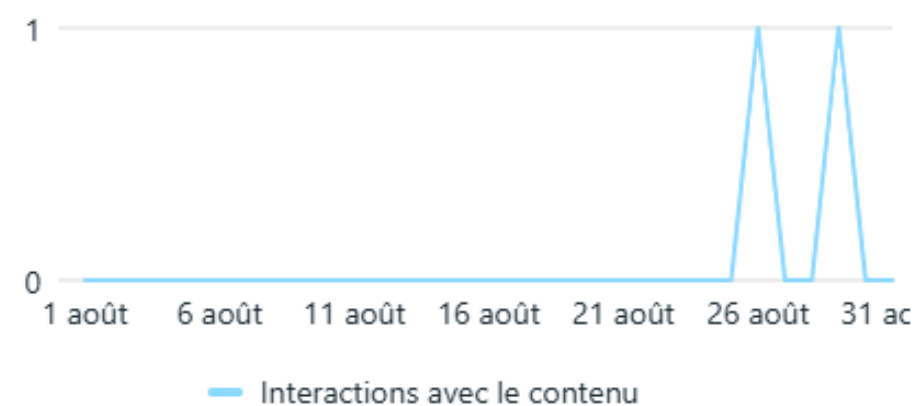 1
0
1 août 6 août 11 août 16 août 21 août 26 août 31 ao
Interactions avec le contenu